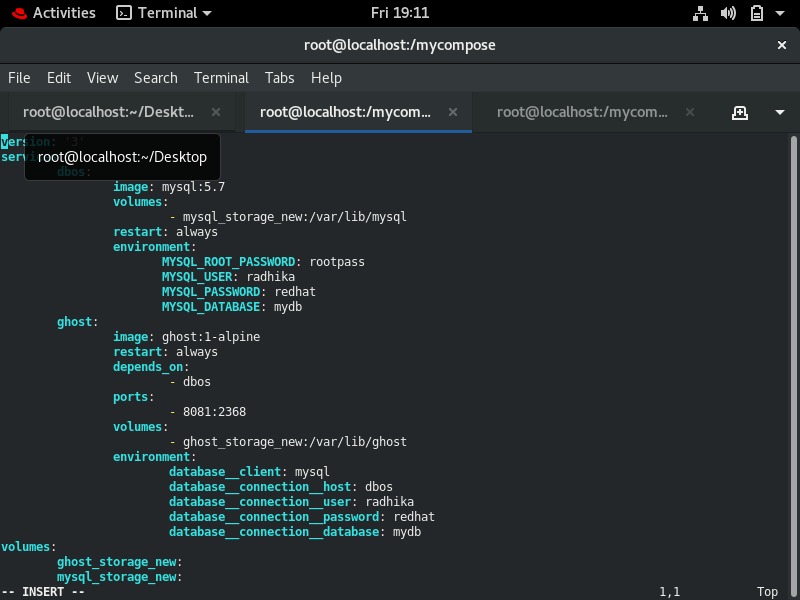 Activities Terminal Fri 19:11
root@localhost:/mycompose ×
File Edit View Search Terminal Tabs Help
root@localhost:~/Deskt... × root@localhost:/mycom... × root@localhost:/mycom... ×
version: '3'
root@localhost:~/Desktop
dbos:
image: mysql:5.7
volumes:
- mysql_storage_new:/var/lib/mysql
restart: always
environment:
MYSQL_ROOT_PASSWORD: rootpass
MYSQL_USER: radhika
MYSQL_PASSWORD: redhat
MYSQL_DATABASE: mydb
ghost:
image: ghost:1-alpine
restart: always
depends_on:
- dbos
ports:
- 8081:2368
volumes:
- ghost_storage_new:/var/lib/ghost
environment:
database__client: mysql
database__connection__host: dbos
database__connection__user: radhika
database__connection__password: redhat
database__connection__database: mydb
volumes:
ghost_storage_new:
mysql_storage_new:
-- INSERT -- 1,1 Top